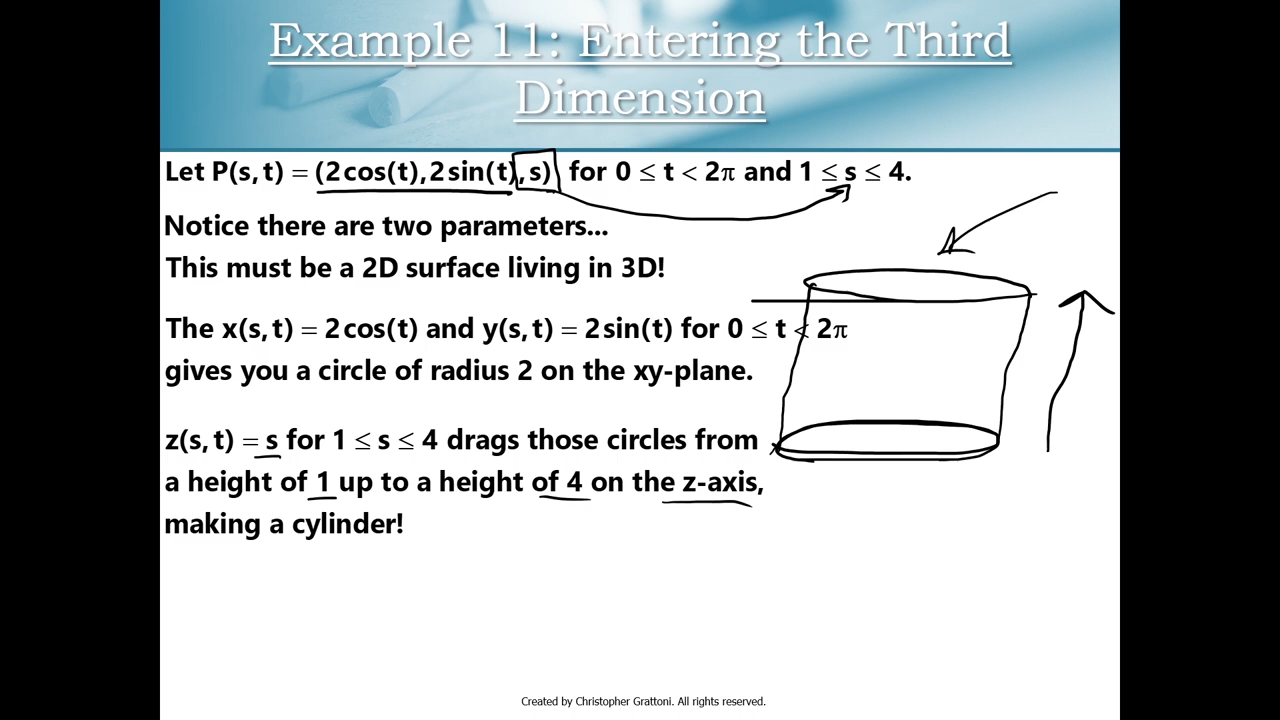 Example 11: Entering the Third
Dimension
Let P(s,t) = (2cos(t),2sin(t),s) for 0 ≤ t < 2π and 1 ≤ s ≤ 4.
Notice there are two parameters...
This must be a 2D surface living in 3D!
The x(s,t) = 2cos(t) and y(s,t) = 2sin(t) for 0 ≤ t < 2π
gives you a circle of radius 2 on the xy-plane.
z(s,t) = s for 1 ≤ s ≤ 4 drags those circles from
a height of 1 up to a height of 4 on the z-axis,
making a cylinder!
Created by Christopher Grattoni. All rights reserved.